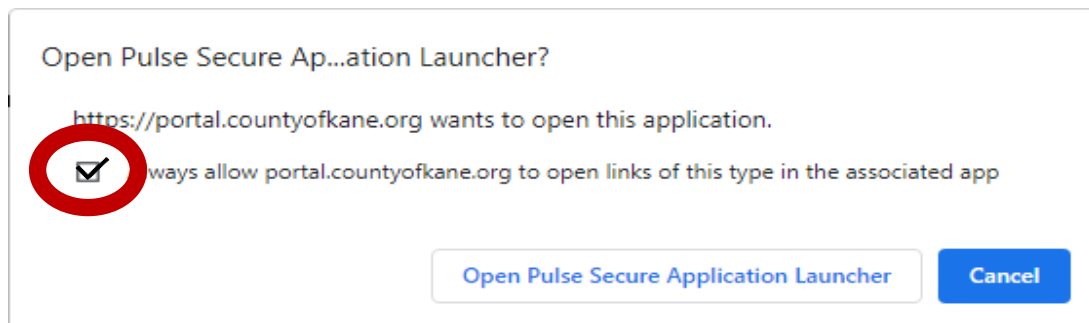 Open Pulse Secure Ap...ation Launcher?
https://portal.countyofkane.org wants to open this application.
ways allow portal.countyofkane.org to open links of this type in the associated app
Open Pulse Secure Application Launcher
Cancel